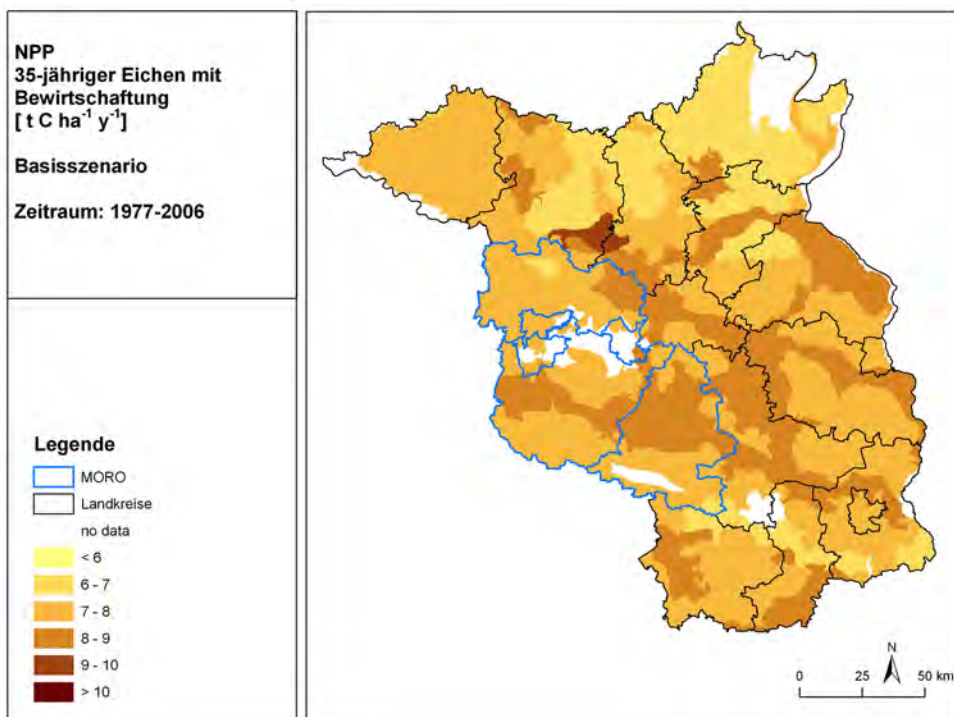 NPP
35-jähriger Eichen mit
Bewirtschaftung
[ t C ha⁻¹ y⁻¹]
Basisszenario
Zeitraum: 1977-2006
Legende
MORO
Landkreise
no data
< 6
6 - 7
7 - 8
8 - 9
9 - 10
> 10
N
0 25 50 km